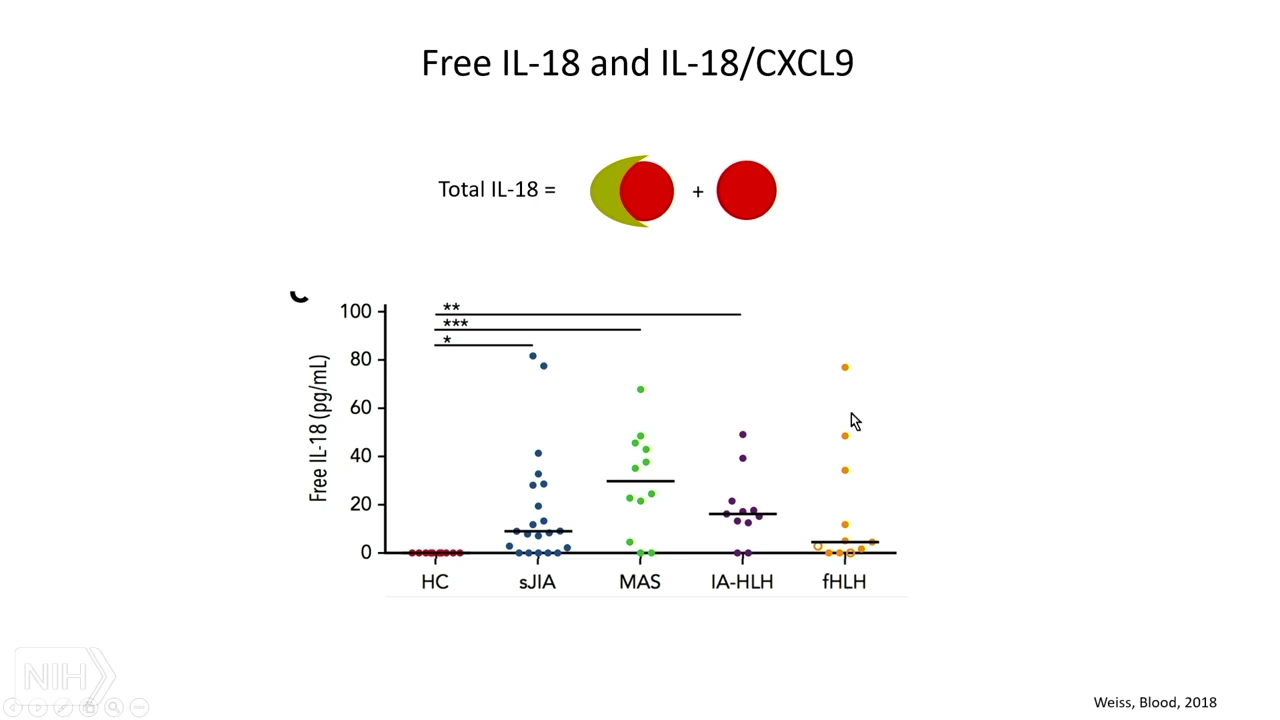 Free IL-18 and IL-18/CXCL9
Total IL-18 =
+
C
Free IL-18 (pg/mL)
100
80
60
40
20
0
**
***
*
HC
sJIA
MAS
IA-HLH
fHLH
NIH
Weiss, Blood, 2018